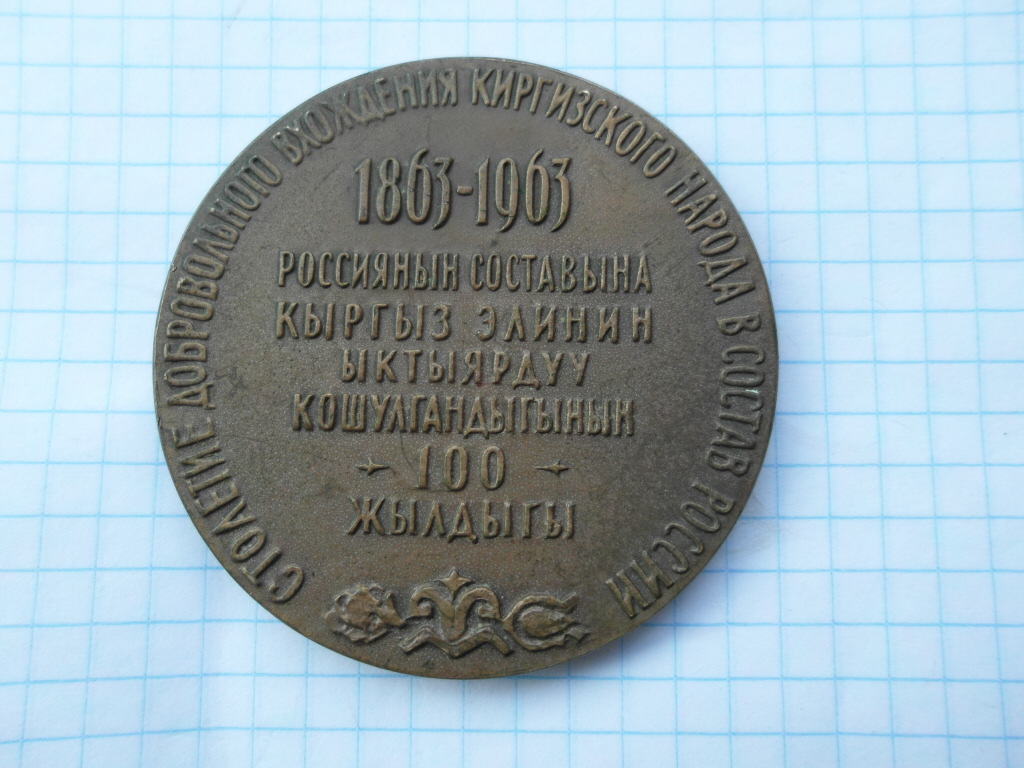 СТОЛЕТИЕ ДОБРОВОЛЬНОГО ВХОЖДЕНИЯ КИРГИЗСКОГО НАРОДА В СОСТАВ РОССИИ
1863-1963
РОССИЯНЫН СОСТАВЫНА
КЫРГЫЗ ЭЛИНИН
ЫКТЫЯРДУУ
КОШУЛГАНДЫГЫНЫН
100
ЖЫЛДЫГЫ